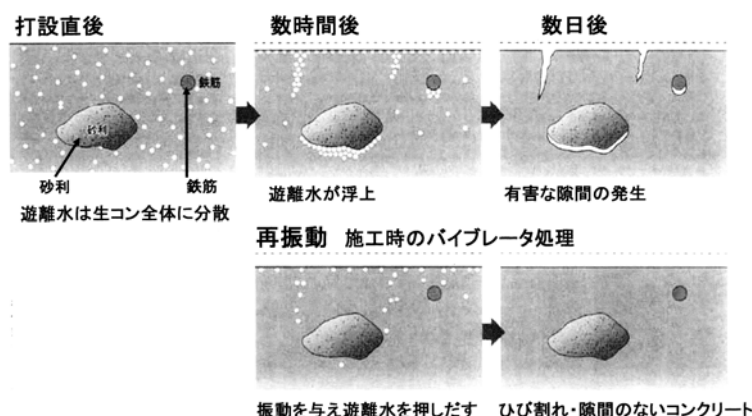 打設直後
数時間後
数日後
鉄筋
砂利
砂利
鉄筋
遊離水は生コン全体に分散
遊離水が浮上
有害な隙間の発生
再振動 施工時のバイブレータ処理
振動を与え遊離水を押しだす
ひび割れ・隙間のないコンクリート